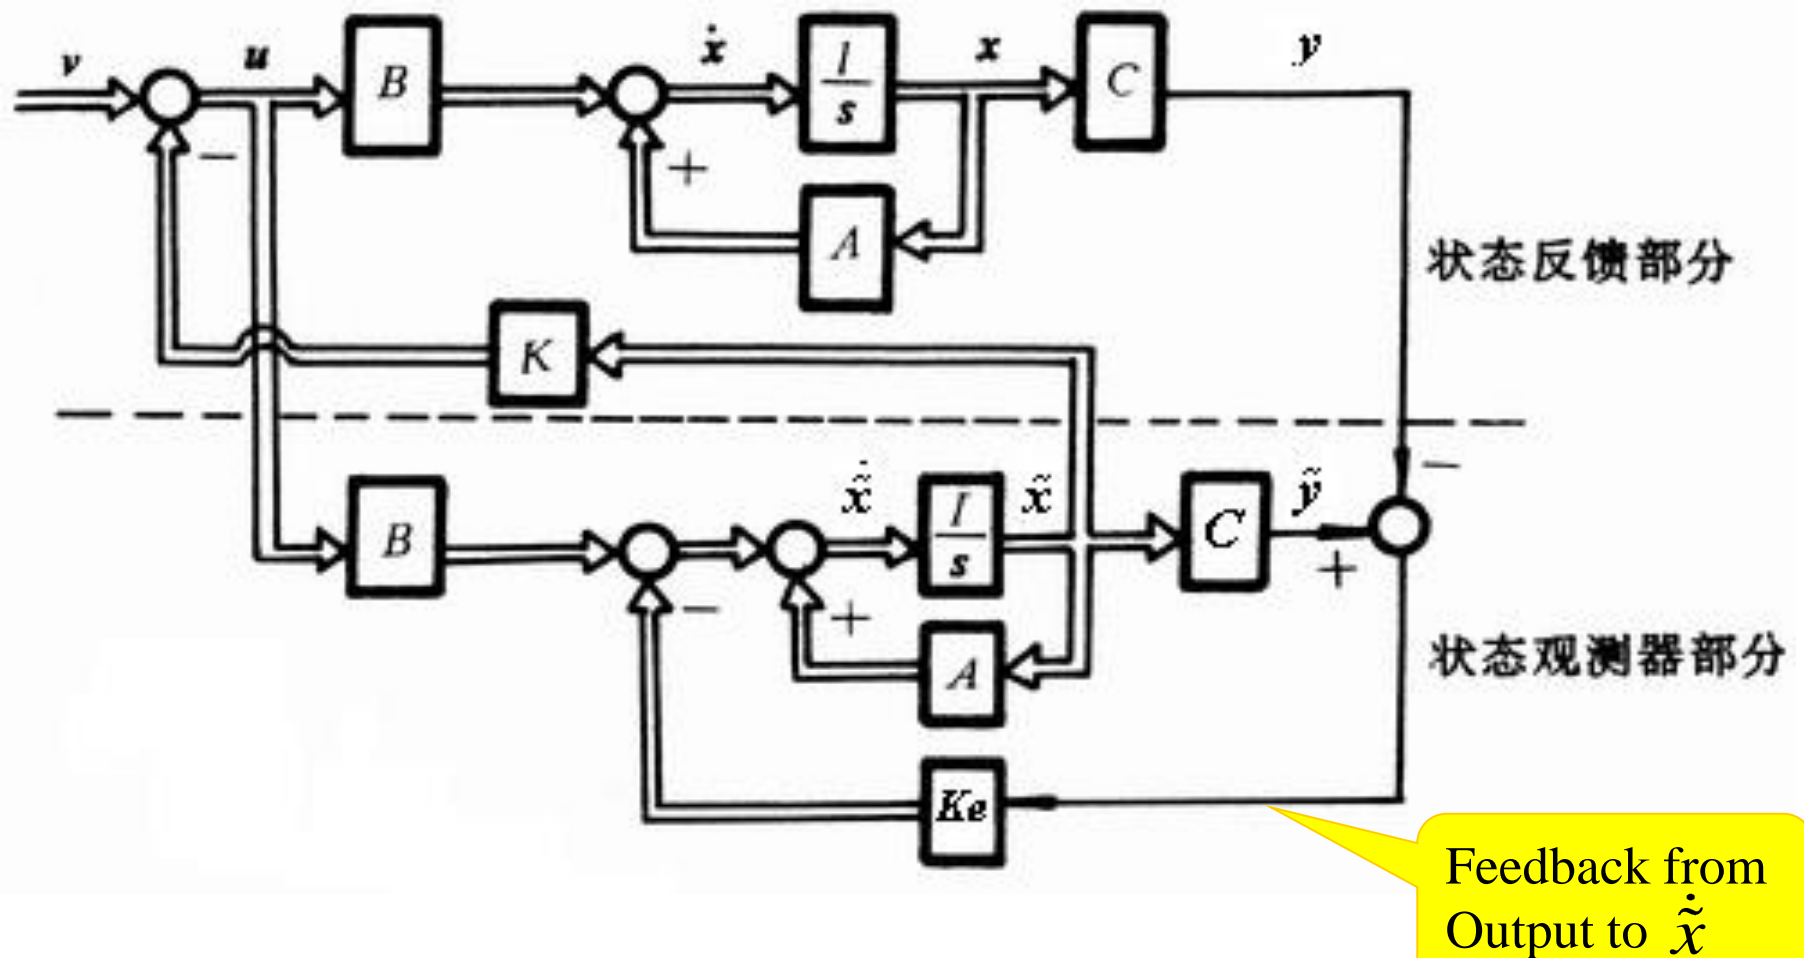 v u B ẋ l/s x C y
−
+
A
状态反馈部分
K
−
B ẋ̃ I/s x̃ C ỹ
− + +
A
状态观测器部分
Ke
Feedback from
Output to ẋ̃